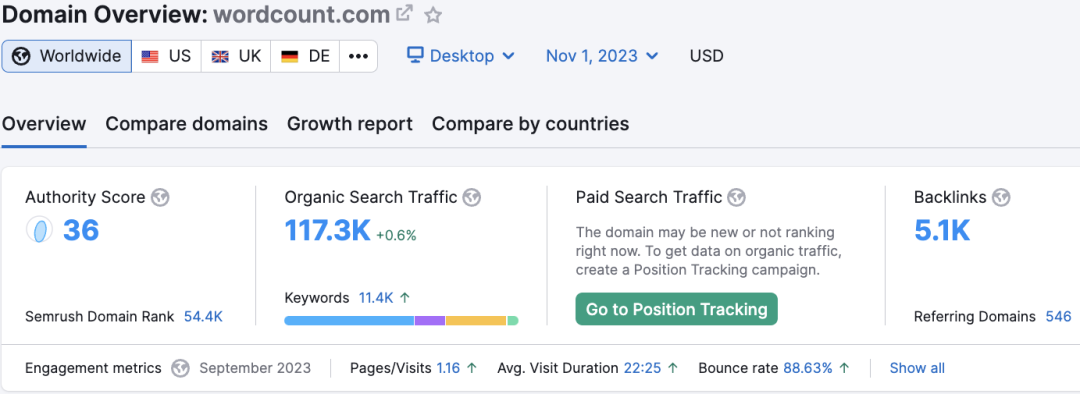 Domain Overview: wordcount.com
Worldwide US UK DE ••• Desktop Nov 1, 2023 USD
Overview Compare domains Growth report Compare by countries
Authority Score
36
Semrush Domain Rank 54.4K
Organic Search Traffic
117.3K +0.6%
Keywords 11.4K ↑
Paid Search Traffic
The domain may be new or not ranking
right now. To get data on organic traffic,
create a Position Tracking campaign.
Go to Position Tracking
Backlinks
5.1K
Referring Domains 546
Engagement metrics September 2023 Pages/Visits 1.16 ↑ Avg. Visit Duration 22:25 ↑ Bounce rate 88.63% ↑ Show all